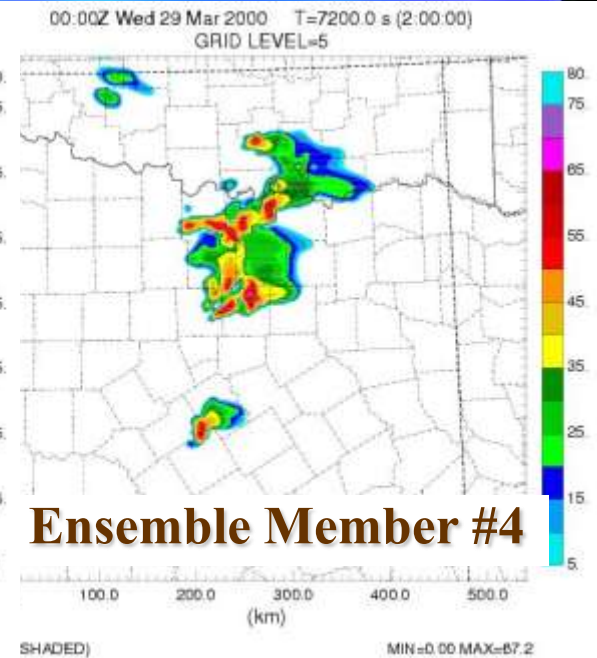 00:00Z Wed 29 Mar 2000 T=7200.0 s (2:00:00)
GRID LEVEL=5
80.
75.
65.
55.
45.
35.
25.
15.
5.
Ensemble Member #4
100.0 200.0 300.0 400.0 500.0
(km)
SHADED)
MIN=0.00 MAX=67.2